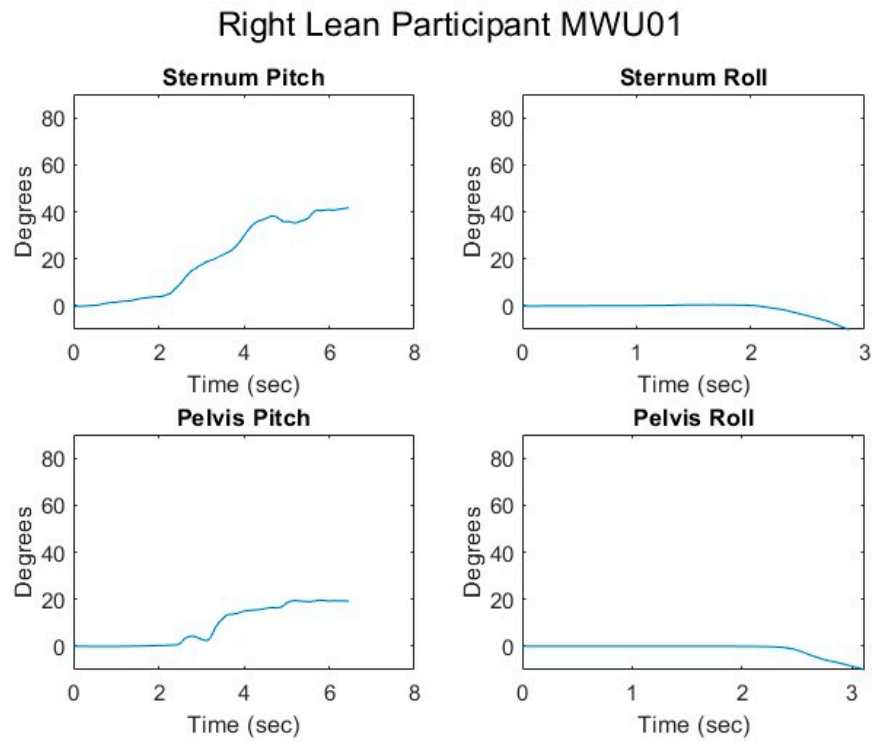 Right Lean Participant MWU01
Sternum Pitch
80
60
40
20
0
Degrees
0 2 4 6 8
Time (sec)
Sternum Roll
80
60
40
20
0
Degrees
0 1 2 3
Time (sec)
Pelvis Pitch
80
60
40
20
0
Degrees
0 2 4 6 8
Time (sec)
Pelvis Roll
80
60
40
20
0
Degrees
0 1 2 3
Time (sec)